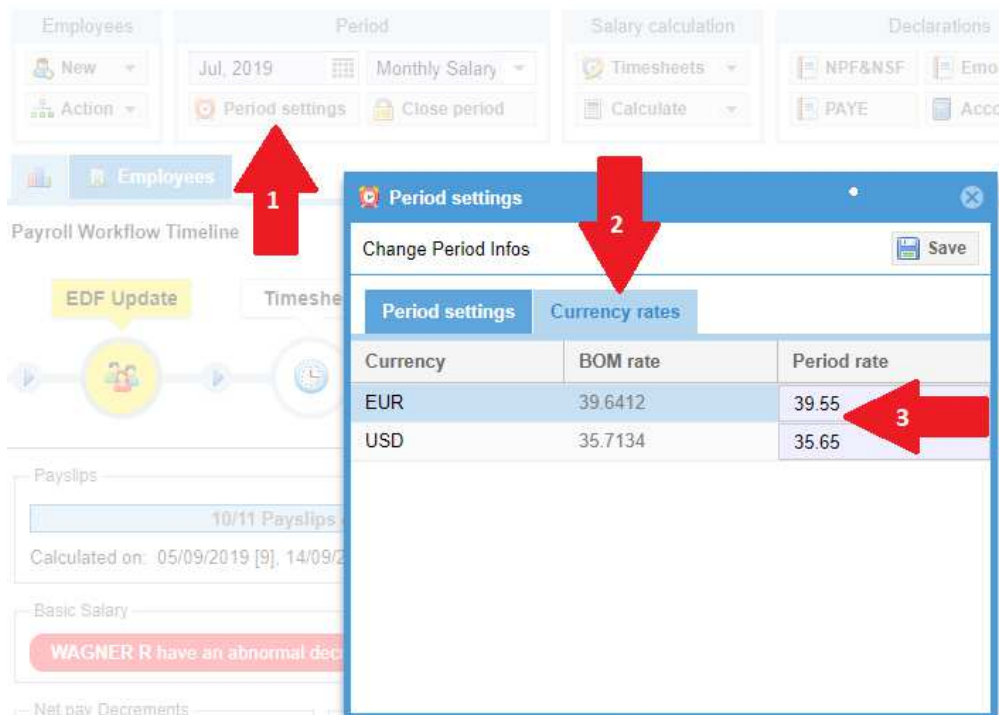 Employees Period Salary calculation Declarations
New Jul, 2019 Monthly Salary Timesheets NPF&NSF
Action Period settings Close period Calculate PAYE
Employees
1
Payroll Workflow Timeline
EDF Update
Period settings
2
Change Period Infos Save
Period settings Currency rates
Currency BOM rate Period rate
EUR 39.6412 39.55
3
USD 35.7134 35.65
Payslips
10/11 Payslips
Calculated on: 05/09/2019 [9], 14/09/2
Basic Salary
WAGNER R have an abnormal dec
Net pay Decrements